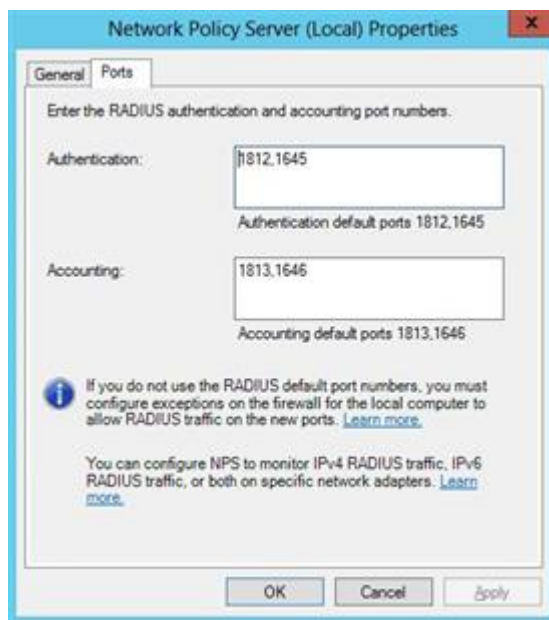 Network Policy Server (Local) Properties
x
General Ports
Enter the RADIUS authentication and accounting port numbers.
Authentication:
1812,1645
Authentication default ports 1812,1645
Accounting:
1813,1646
Accounting default ports 1813,1646
If you do not use the RADIUS default port numbers, you must
configure exceptions on the firewall for the local computer to
allow RADIUS traffic on the new ports. Learn more.
You can configure NPS to monitor IPv4 RADIUS traffic, IPv6
RADIUS traffic, or both on specific network adapters. Learn
more.
OK Cancel Apply